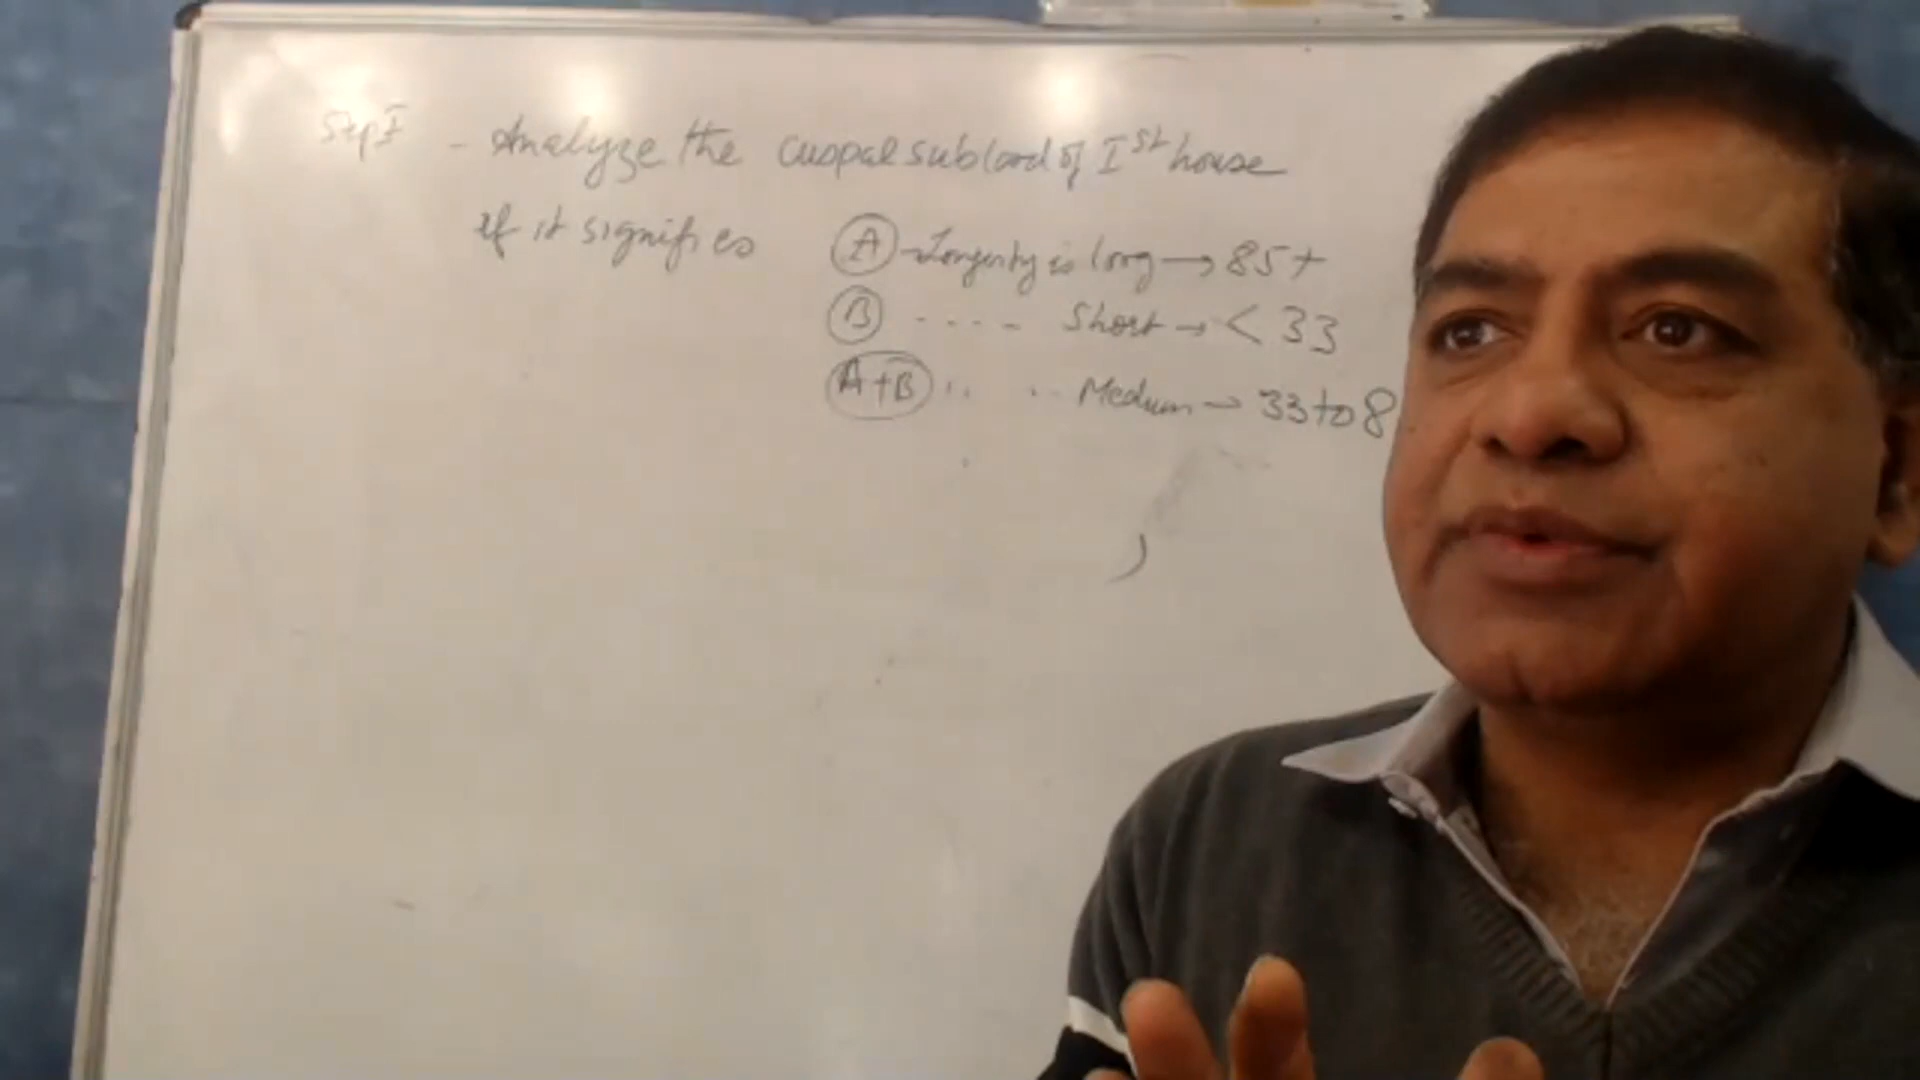 Step I - Analyze the cuspal sublord of Ist house
if it signifies
A - Longevity is long → 85+
B - - - - - Short → < 33
A+B .. .. Medium → 33 to 8